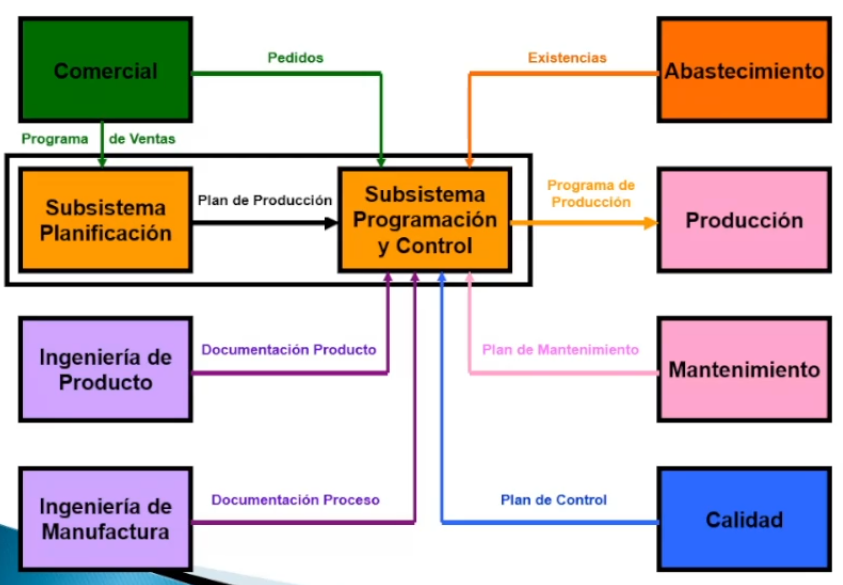 Comercial
Pedidos
Existencias
Abastecimiento
Programa de Ventas
Subsistema
Planificación
Plan de Producción
Subsistema
Programación
y Control
Programa de
Producción
Producción
Ingeniería de
Producto
Documentación Producto
Plan de Mantenimiento
Mantenimiento
Ingeniería de
Manufactura
Documentación Proceso
Plan de Control
Calidad